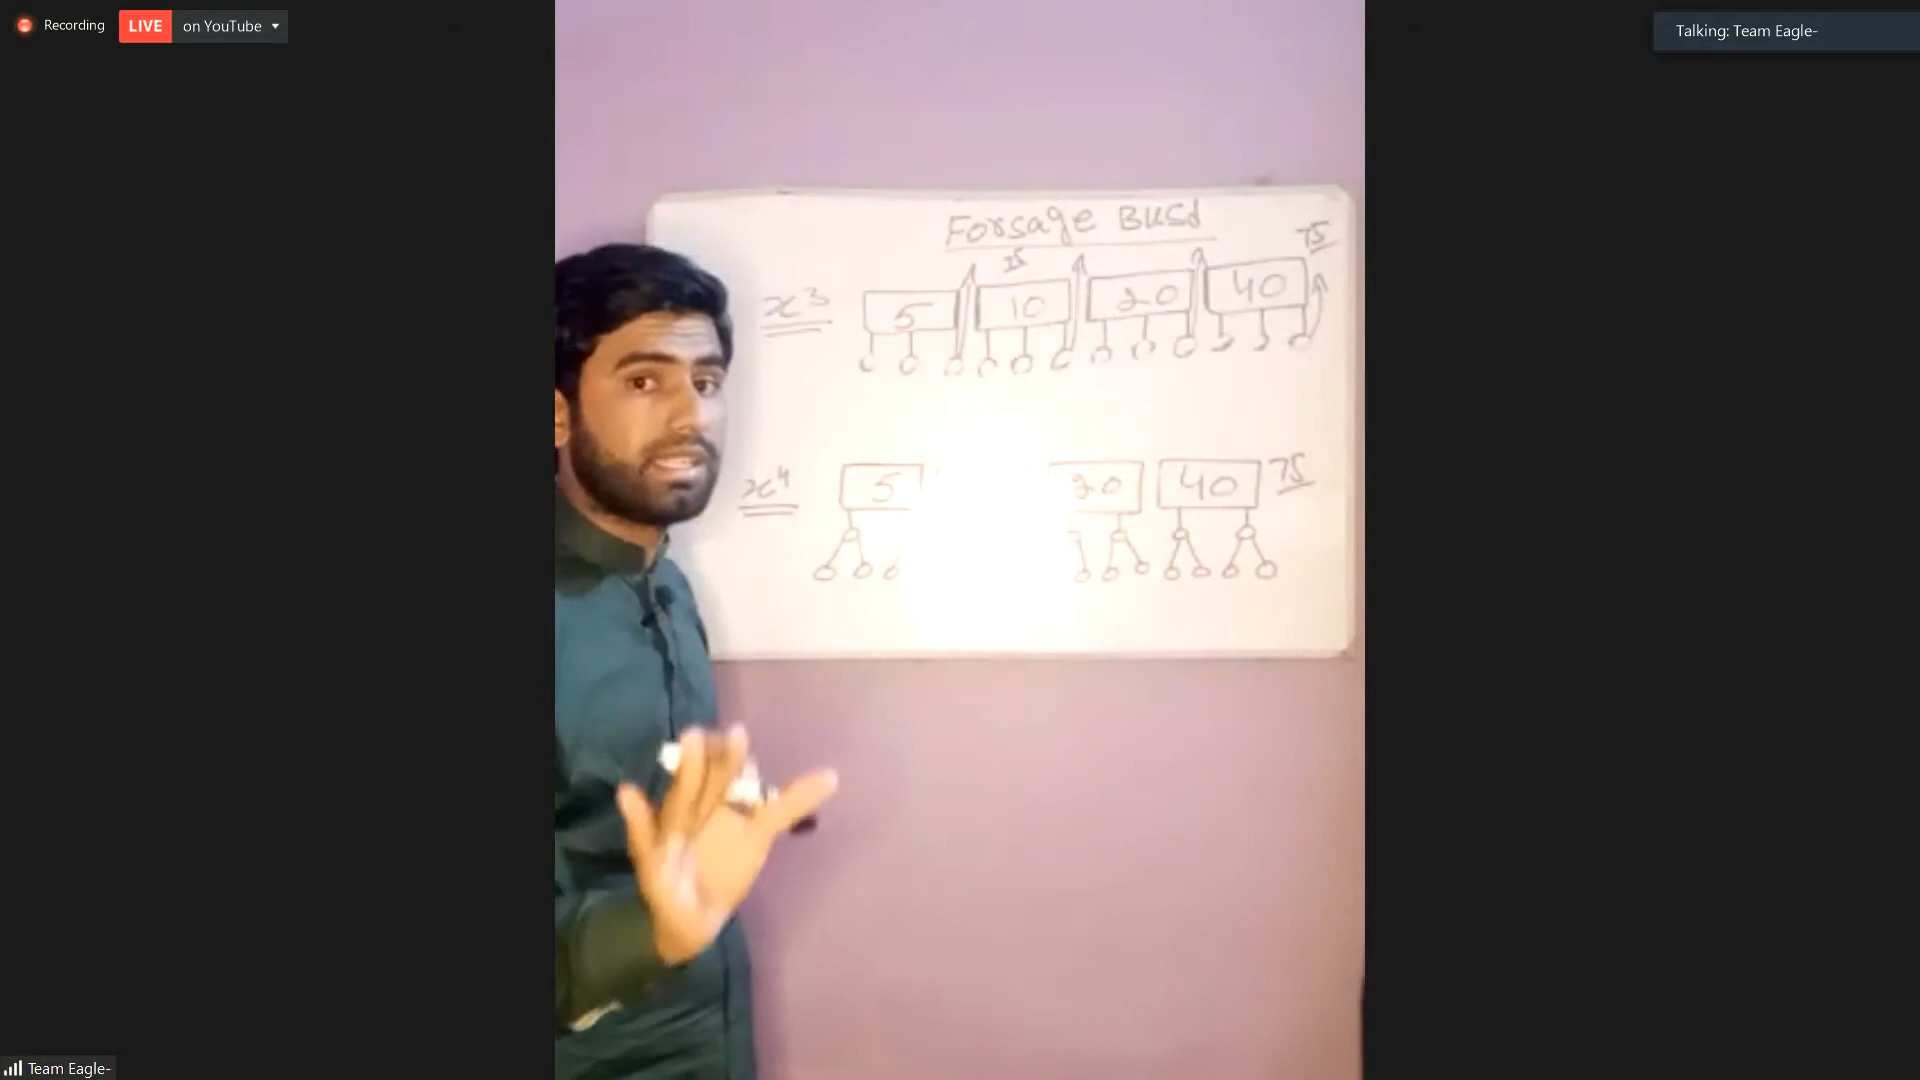 Recording LIVE on YouTube
Talking: Team Eagle-
Forsage BUSd
x³ 5 10 20 40 75
x⁴ 5 20 40 75
Team Eagle-